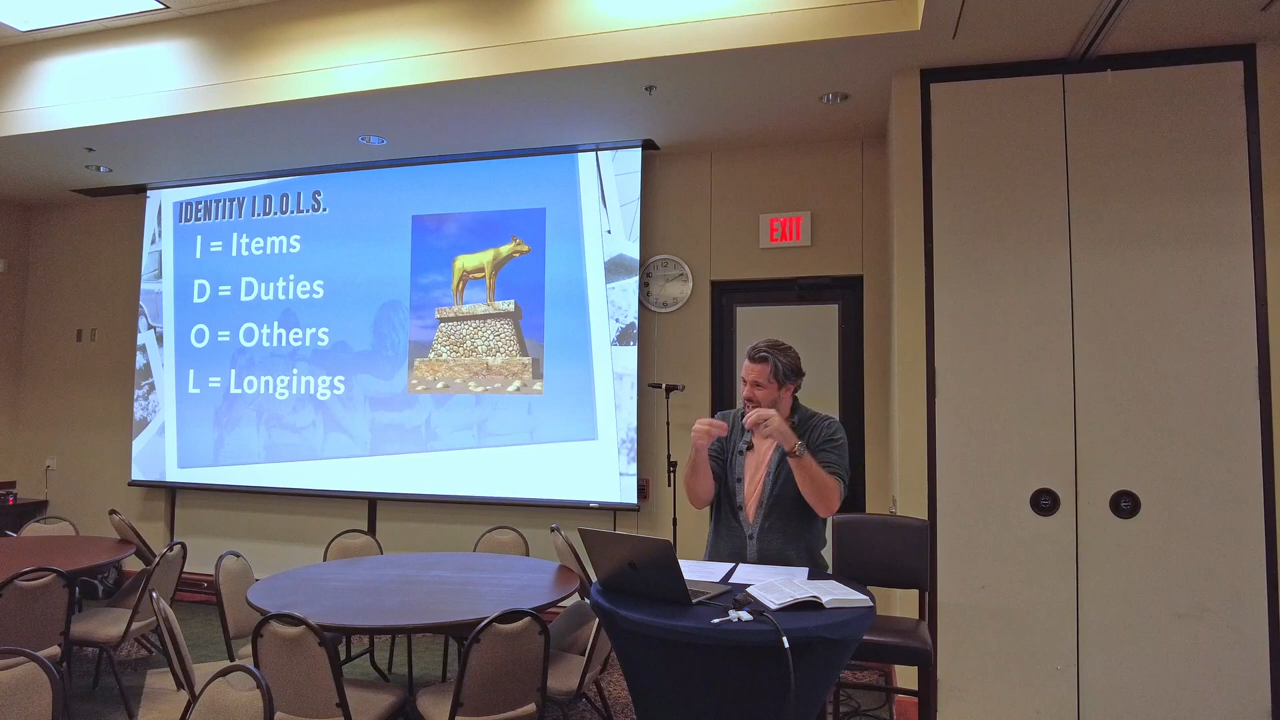 IDENTITY I.D.O.L.S.
I = Items
D = Duties
O = Others
L = Longings
EXIT